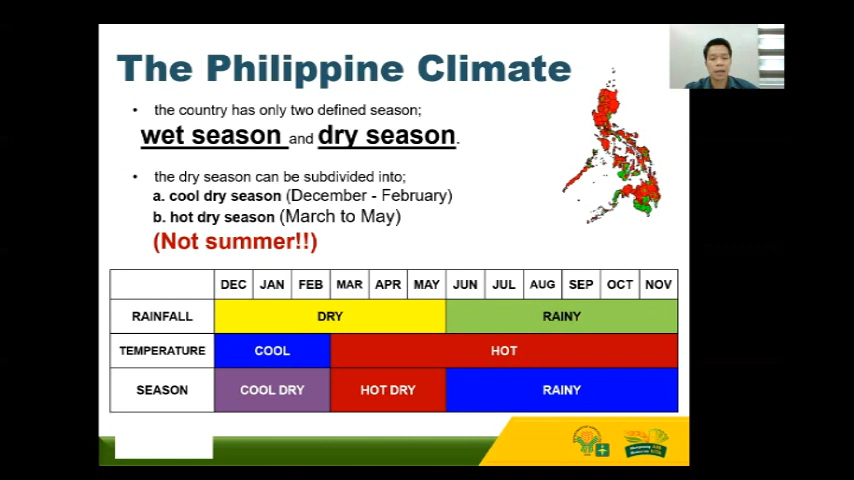 The Philippine Climate
• the country has only two defined season;
wet season and dry season.
• the dry season can be subdivided into;
a. cool dry season (December - February)
b. hot dry season (March to May)
(Not summer!!)
DEC JAN FEB MAR APR MAY JUN JUL AUG SEP OCT NOV
RAINFALL DRY RAINY
TEMPERATURE COOL HOT
SEASON COOL DRY HOT DRY RAINY